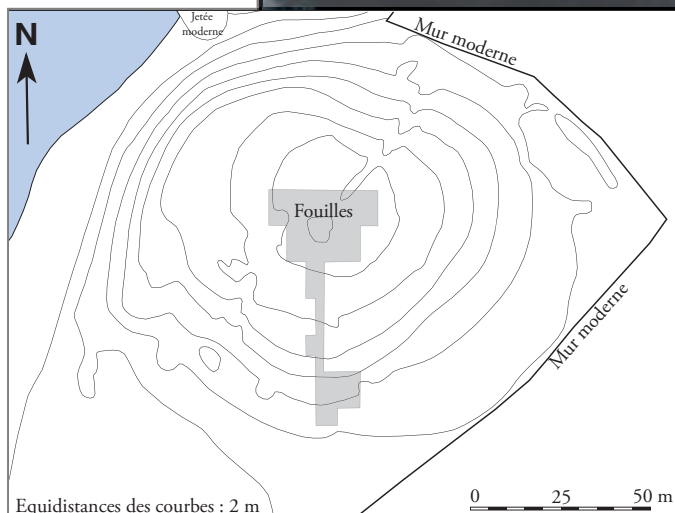 Jetée
moderne
N
Mur moderne
Fouilles
Mur moderne
Equidistances des courbes : 2 m
0 25 50 m